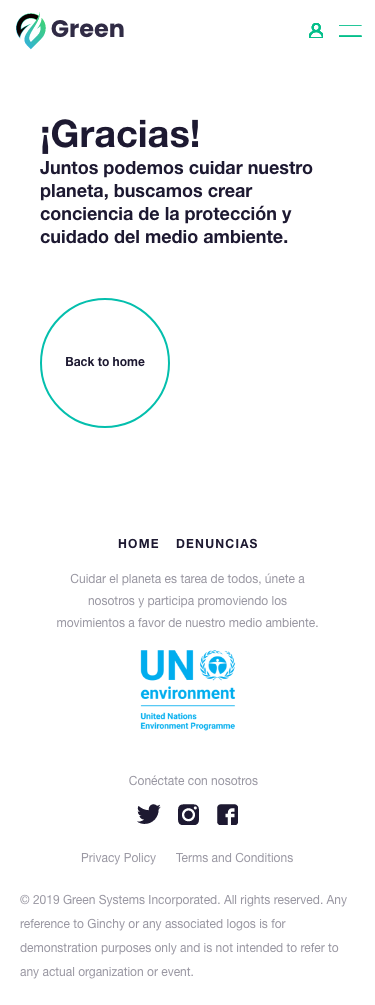 Green
¡Gracias!
Juntos podemos cuidar nuestro
planeta, buscamos crear
conciencia de la protección y
cuidado del medio ambiente.
Back to home
HOME DENUNCIAS
Cuidar el planeta es tarea de todos, únete a
nosotros y participa promoviendo los
movimientos a favor de nuestro medio ambiente.
UN
environment
United Nations
Environment Programme
Conéctate con nosotros
Privacy Policy Terms and Conditions
© 2019 Green Systems Incorporated. All rights reserved. Any
reference to Ginchy or any associated logos is for
demonstration purposes only and is not intended to refer to
any actual organization or event.